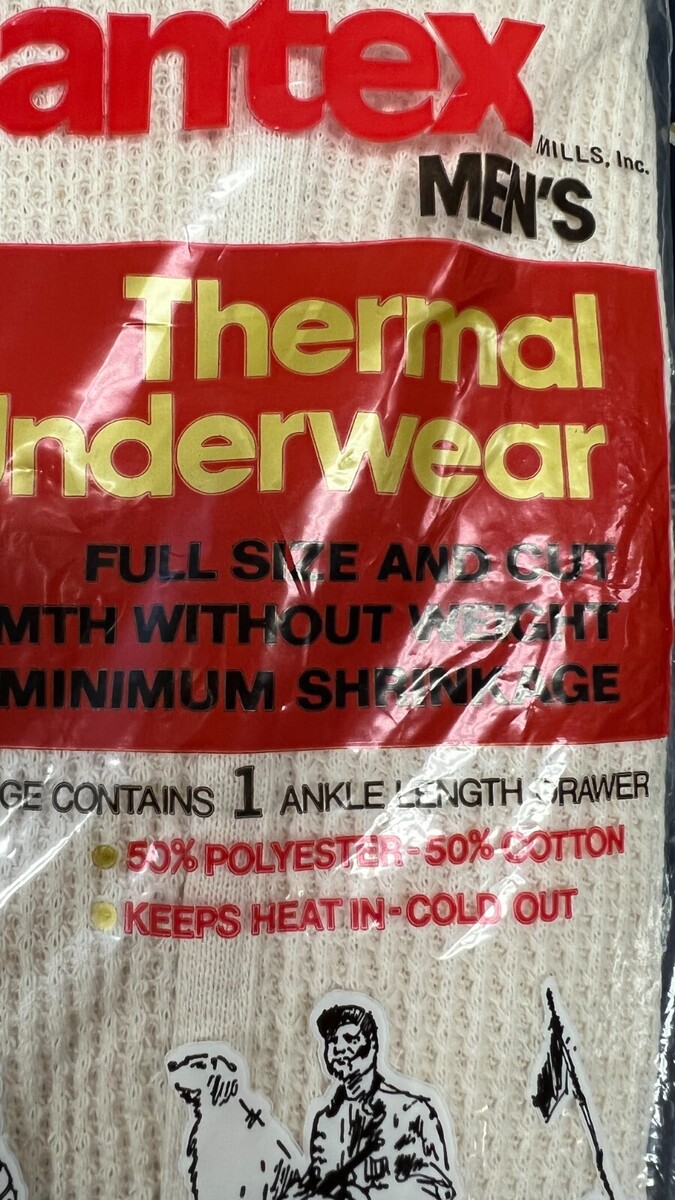 antex
MILLS, Inc.
MEN'S
Thermal
nderwear
FULL SIZE AND CUT
MTH WITHOUT WEIGHT
MINIMUM SHRINKAGE
GE CONTAINS 1 ANKLE LENGTH DRAWER
50% POLYESTER-50% COTTON
KEEPS HEAT IN-COLD OUT